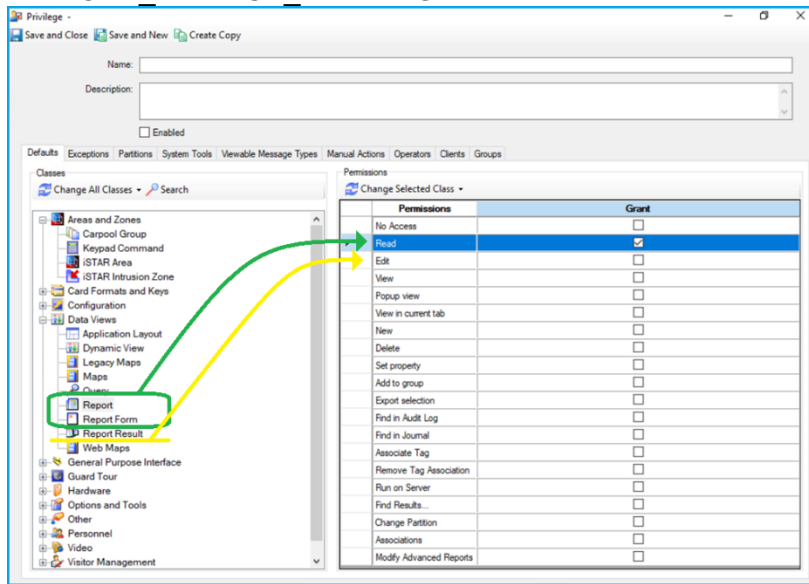 Privilege -
Save and Close Save and New Create Copy
Name:
Description:
Enabled
Defaults Exceptions Partitions System Tools Viewable Message Types Manual Actions Operators Clients Groups
Classes
Change All Classes Search
Areas and Zones
Carpool Group
Keypad Command
iSTAR Area
iSTAR Intrusion Zone
Card Formats and Keys
Configuration
Data Views
Application Layout
Dynamic View
Legacy Maps
Maps
Query
Report
Report Form
Report Result
Web Maps
General Purpose Interface
Guard Tour
Hardware
Options and Tools
Other
Personnel
Video
Visitor Management
Permissions
Change Selected Class
Permissions Grant
No Access
Read
Edit
View
Popup view
View in current tab
New
Delete
Set property
Add to group
Export selection
Find in Audit Log
Find in Journal
Associate Tag
Remove Tag Association
Run on Server
Find Results...
Change Partition
Associations
Modify Advanced Reports